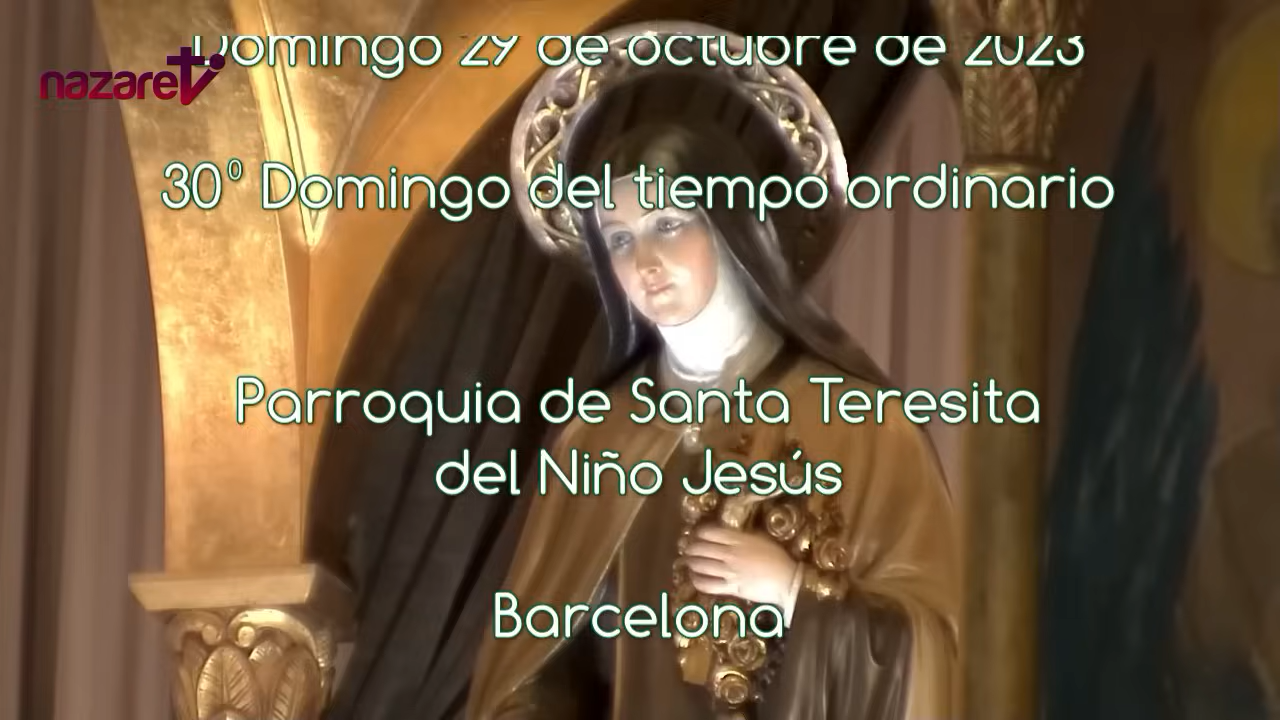 Domingo 29 de octubre de 2023
nazaretv
30º Domingo del tiempo ordinario
Parroquia de Santa Teresita
del Niño Jesús
Barcelona